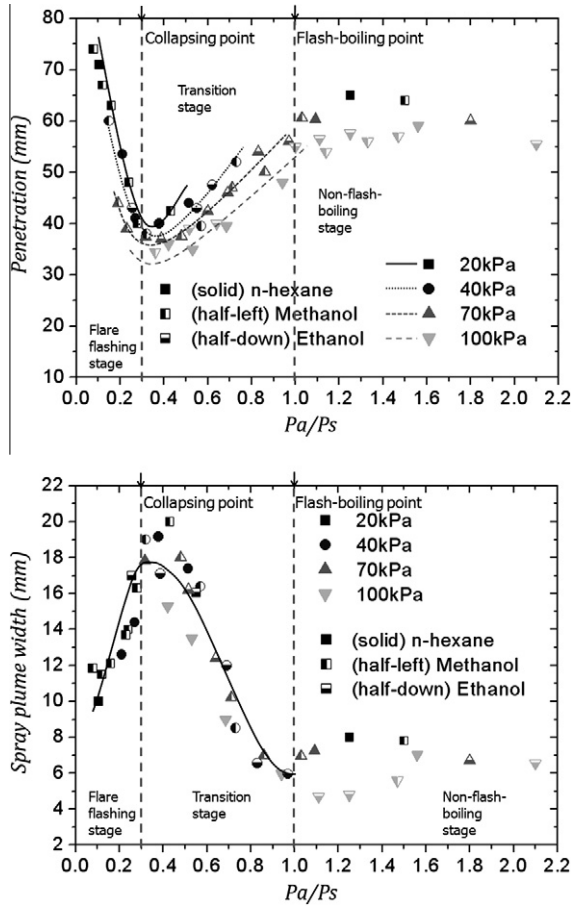 Collapsing point
Flash-boiling point
Transition
stage
Non-flash-
boiling
stage
Flare
flashing
stage
(solid) n-hexane
(half-left) Methanol
(half-down) Ethanol
20kPa
40kPa
70kPa
100kPa
Penetration (mm)
80
70
60
50
40
30
20
10
0.0 0.2 0.4 0.6 0.8 1.0 1.2 1.4 1.6 1.8 2.0 2.2
Pa/Ps
Collapsing point
Flash-boiling point
20kPa
40kPa
70kPa
100kPa
(solid) n-hexane
(half-left) Methanol
(half-down) Ethanol
Flare
flashing
stage
Transition
stage
Non-flash-
boiling
stage
Spray plume width (mm)
22
20
18
16
14
12
10
8
6
4
2
0.0 0.2 0.4 0.6 0.8 1.0 1.2 1.4 1.6 1.8 2.0 2.2
Pa/Ps